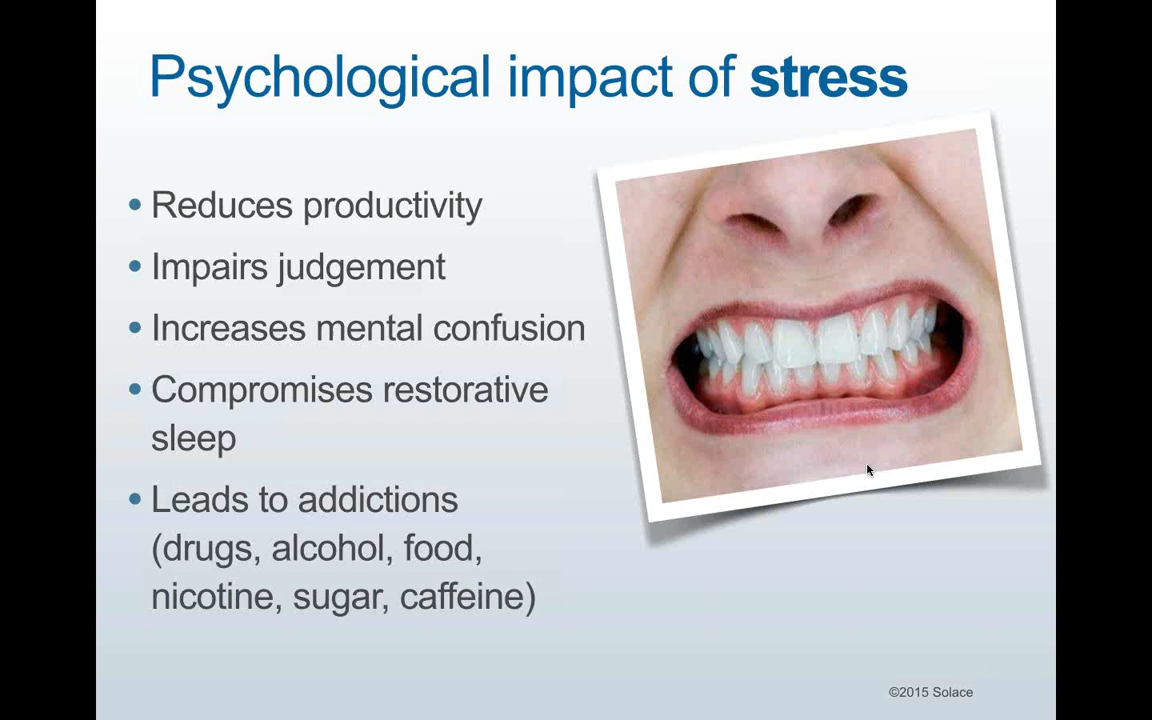 Psychological impact of stress
• Reduces productivity
• Impairs judgement
• Increases mental confusion
• Compromises restorative
sleep
• Leads to addictions
(drugs, alcohol, food,
nicotine, sugar, caffeine)
©2015 Solace